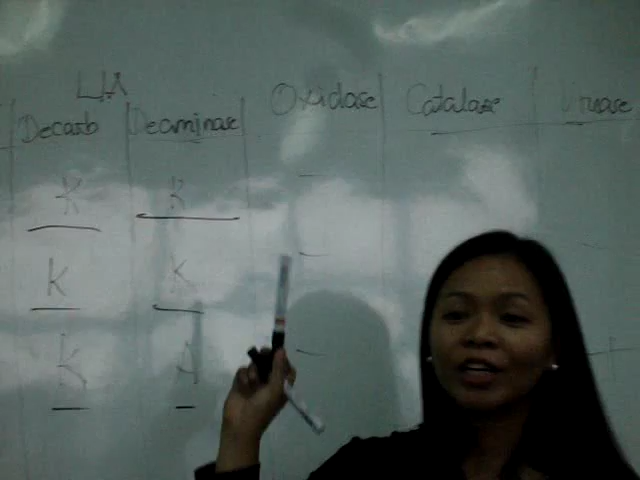 LIA
Decarb Deaminase Oxidase Catalase Urease
K K -
K K -
K A -